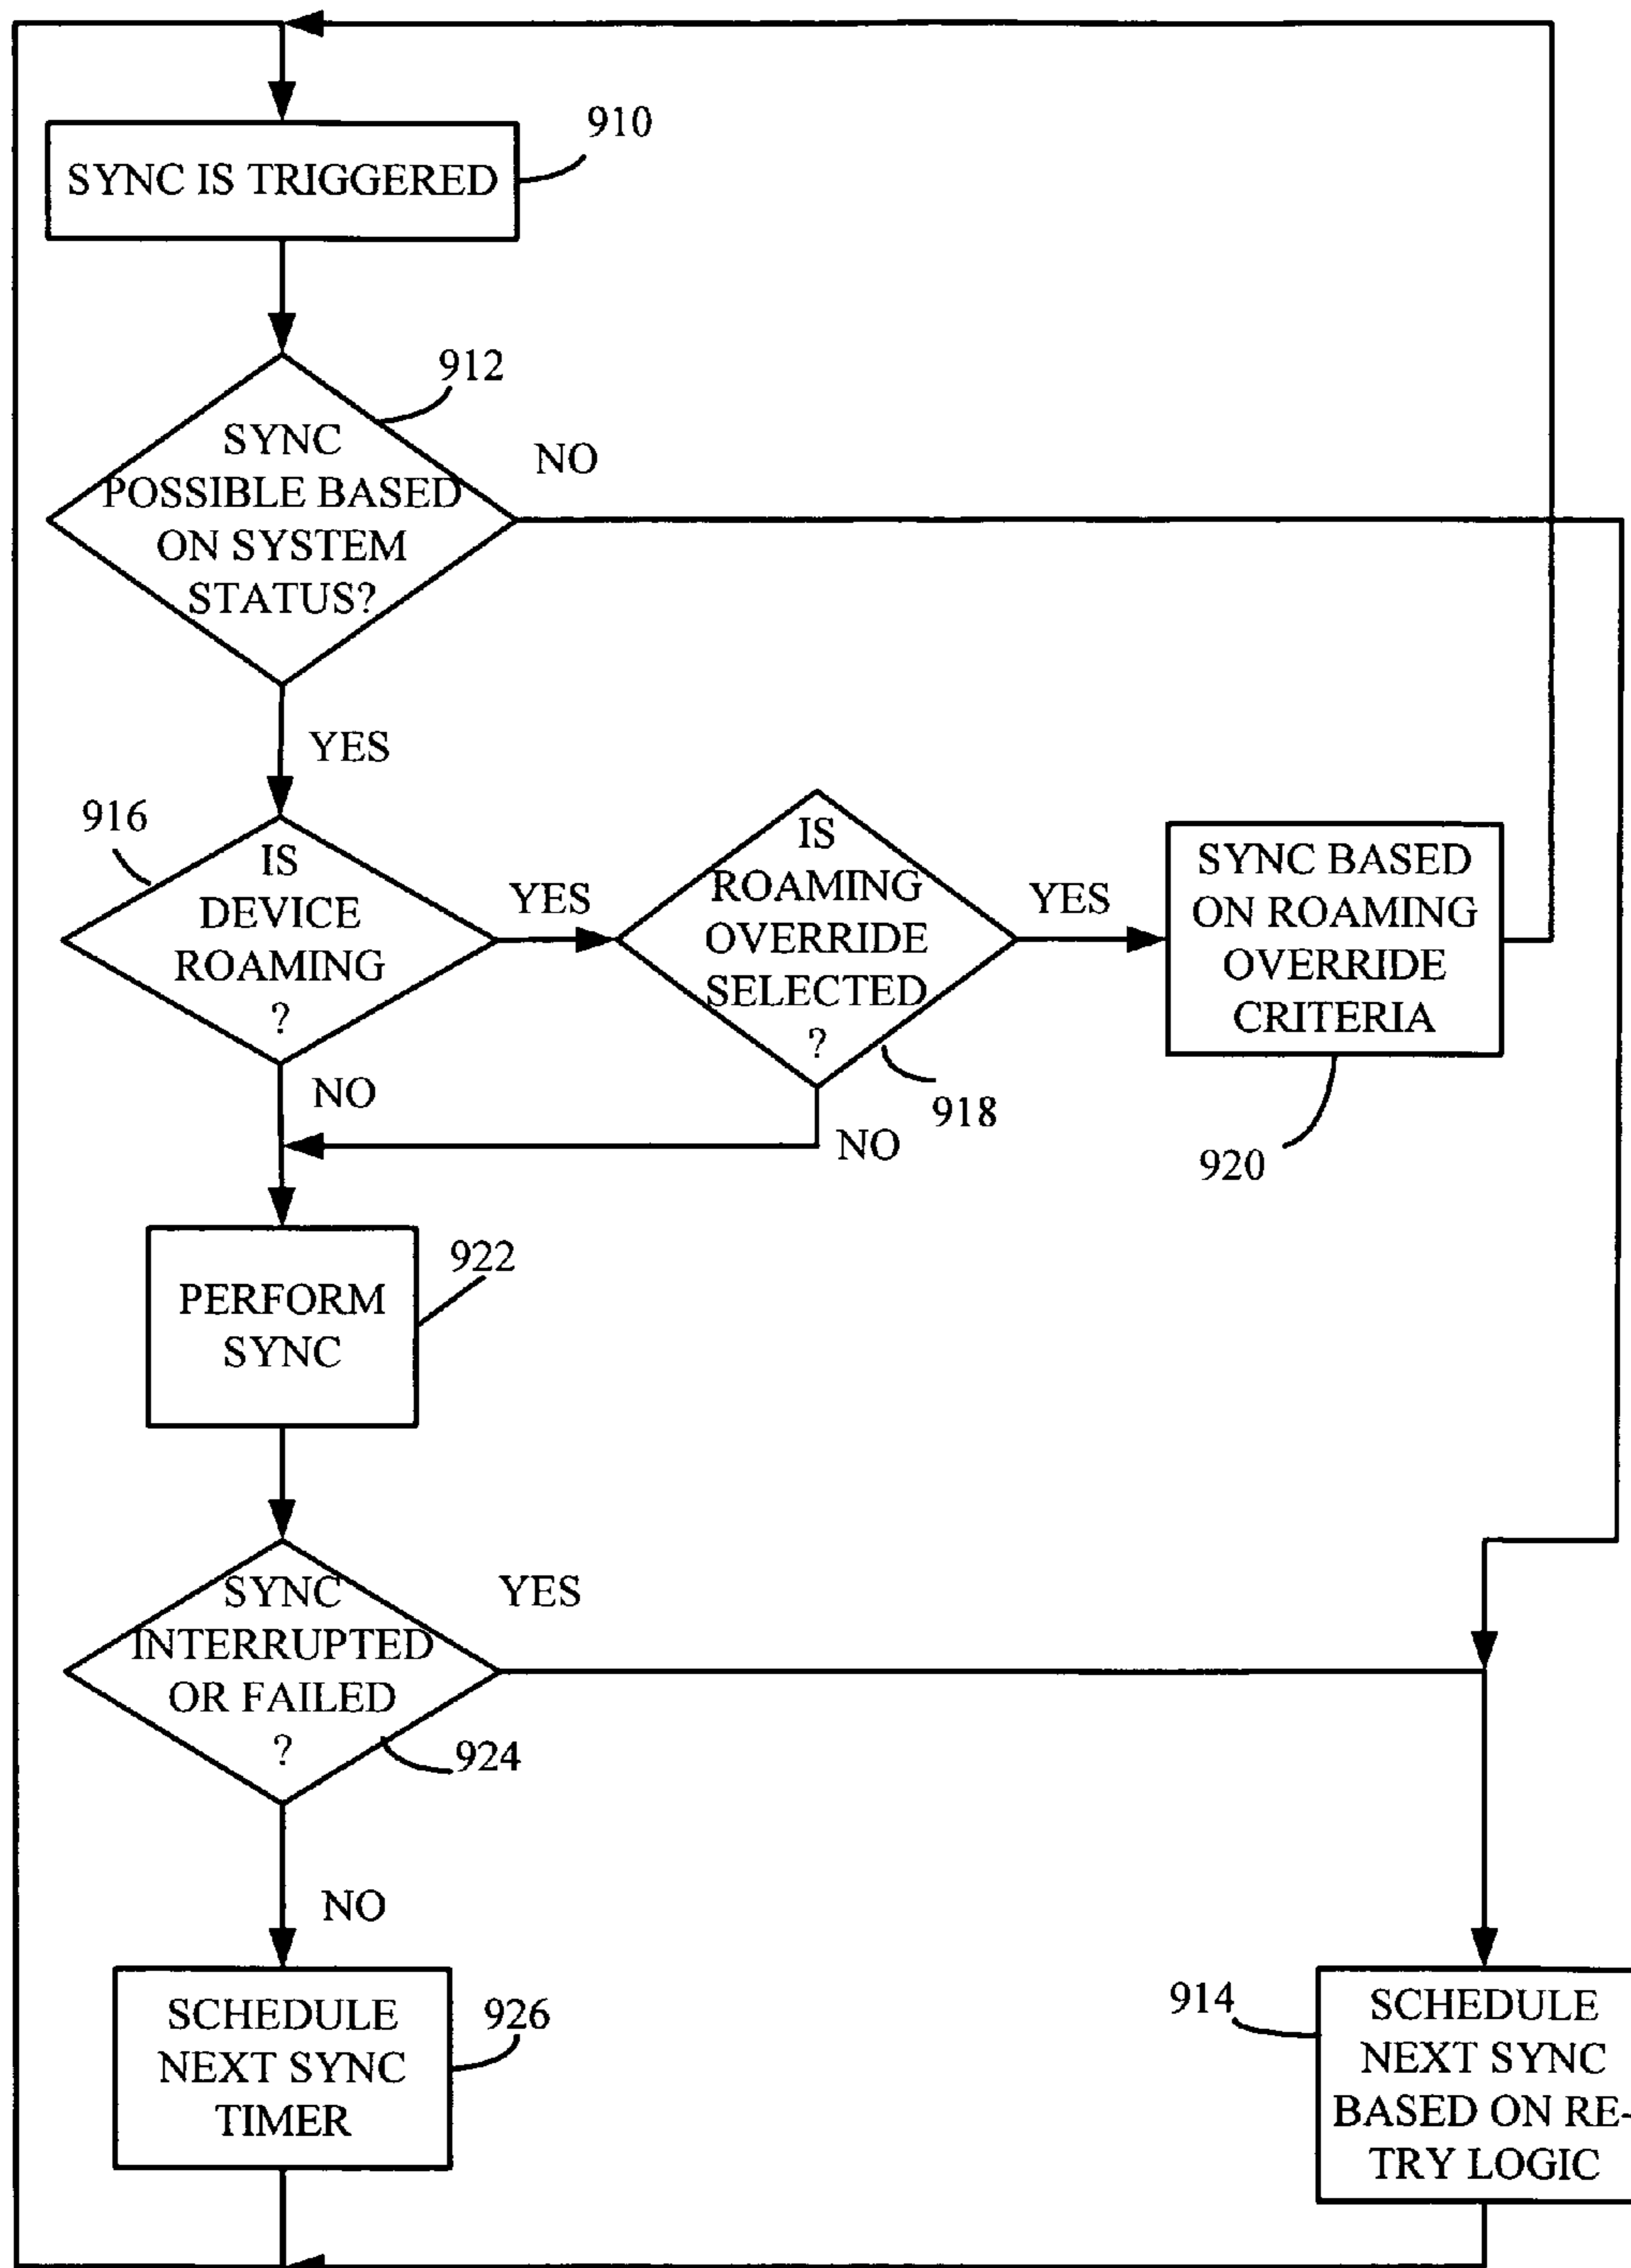 910
SYNC IS TRIGGERED
912
SYNC
POSSIBLE BASED
ON SYSTEM
STATUS?
NO
YES
916
IS
DEVICE
ROAMING
?
YES
IS
ROAMING
OVERRIDE
SELECTED
?
YES
SYNC BASED
ON ROAMING
OVERRIDE
CRITERIA
NO
918
NO
920
922
PERFORM
SYNC
SYNC
INTERRUPTED
OR FAILED
?
YES
924
NO
SCHEDULE
NEXT SYNC
TIMER
926
914
SCHEDULE
NEXT SYNC
BASED ON RE-
TRY LOGIC